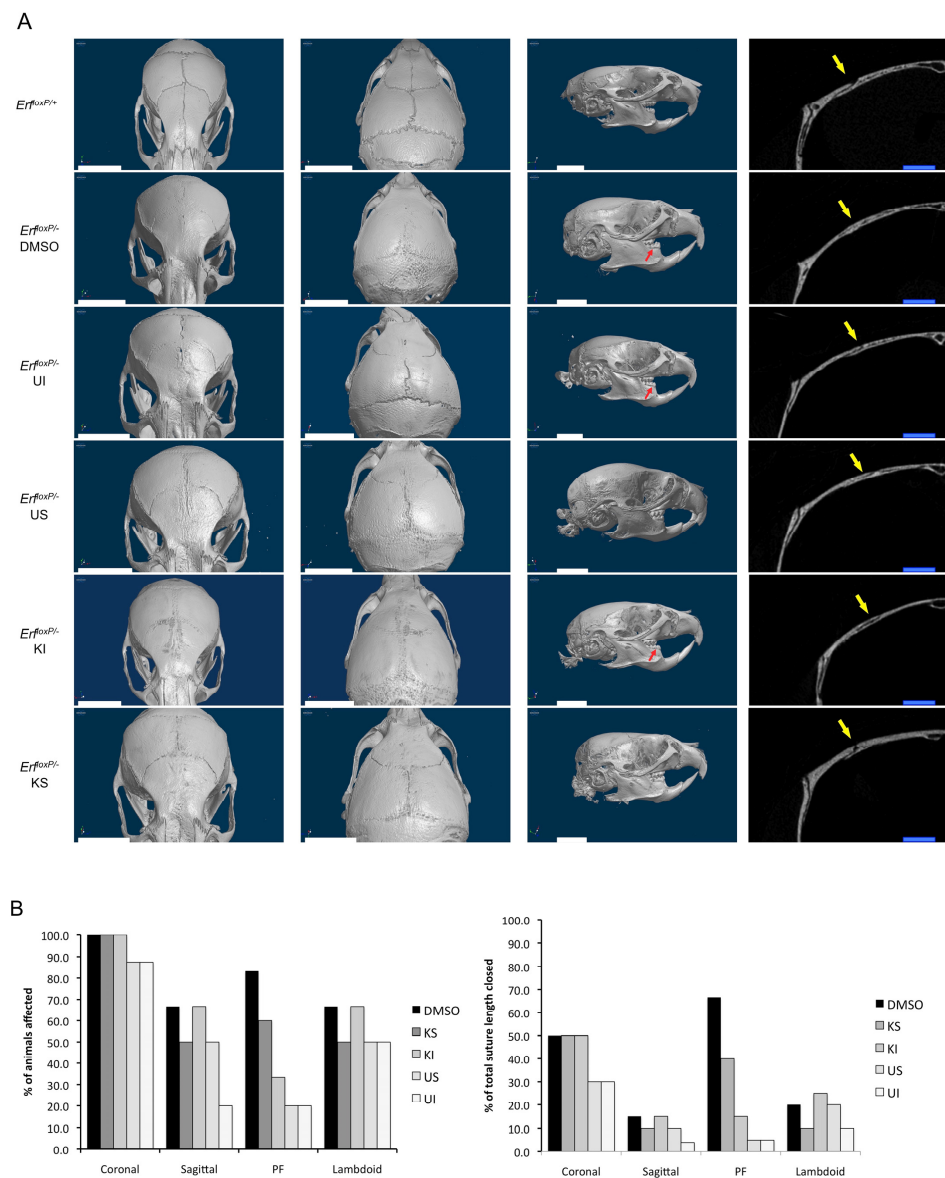 A
Erf^loxP/+
Erf^loxP/-
DMSO
Erf^loxP/-
UI
Erf^loxP/-
US
Erf^loxP/-
KI
Erf^loxP/-
KS
B
% of animals affected
100.0
90.0
80.0
70.0
60.0
50.0
40.0
30.0
20.0
10.0
0.0
Coronal Sagittal PF Lambdoid
DMSO
KS
KI
US
UI
% of total suture length closed
100.0
90.0
80.0
70.0
60.0
50.0
40.0
30.0
20.0
10.0
0.0
Coronal Sagittal PF Lambdoid
DMSO
KS
KI
US
UI